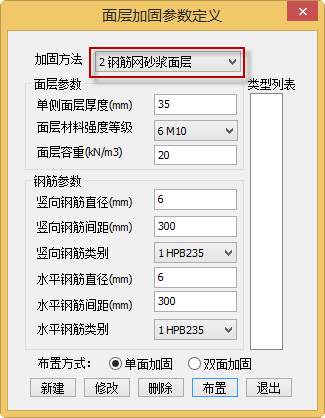 面层加固参数定义
加固方法 2 钢筋网砂浆面层
面层参数 类型列表
单侧面层厚度(mm) 35
面层材料强度等级 6 M10
面层容重(kN/m3) 20
钢筋参数
竖向钢筋直径(mm) 6
竖向钢筋间距(mm) 300
竖向钢筋类别 1 HPB235
水平钢筋直径(mm) 6
水平钢筋间距(mm) 300
水平钢筋类别 1 HPB235
布置方式： 单面加固 双面加固
新建 修改 删除 布置 退出